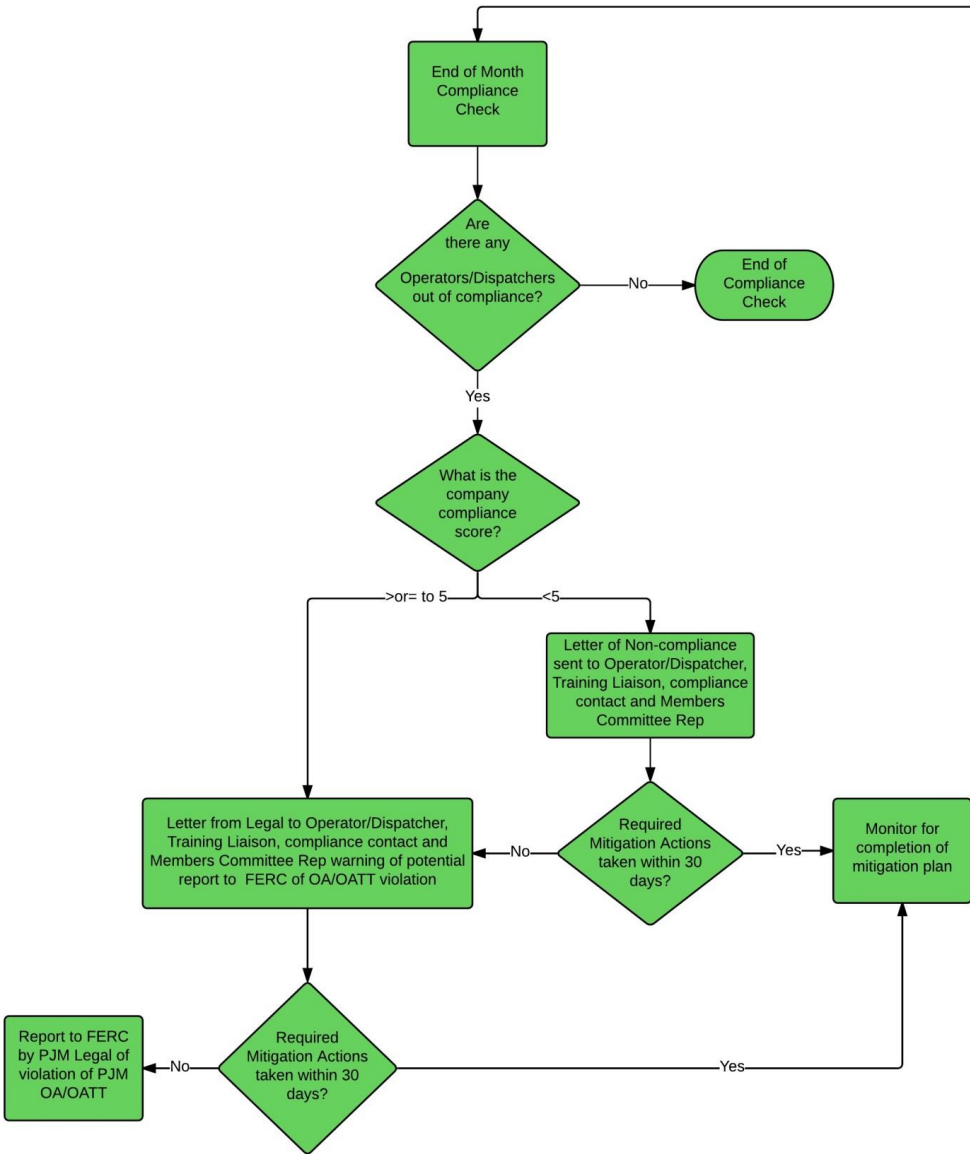 End of Month
Compliance
Check
Are
there any
Operators/Dispatchers
out of compliance?
No
End of
Compliance
Check
Yes
What is the
company
compliance
score?
>or= to 5
<5
Letter of Non-compliance
sent to Operator/Dispatcher,
Training Liaison, compliance
contact and Members
Committee Rep
Letter from Legal to Operator/Dispatcher,
Training Liaison, compliance contact and
Members Committee Rep warning of potential
report to FERC of OA/OATT violation
No
Required
Mitigation Actions
taken within 30
days?
Yes
Monitor for
completion of
mitigation plan
Report to FERC
by PJM Legal of
violation of PJM
OA/OATT
No
Required
Mitigation Actions
taken within 30
days?
Yes